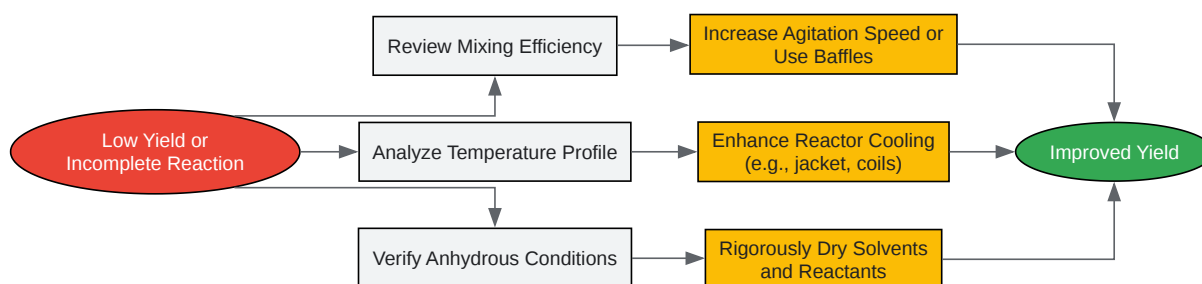 Review Mixing Efficiency
Increase Agitation Speed or
Use Baffles
Low Yield or
Incomplete Reaction
Analyze Temperature Profile
Enhance Reactor Cooling
(e.g., jacket, coils)
Improved Yield
Verify Anhydrous Conditions
Rigorously Dry Solvents
and Reactants